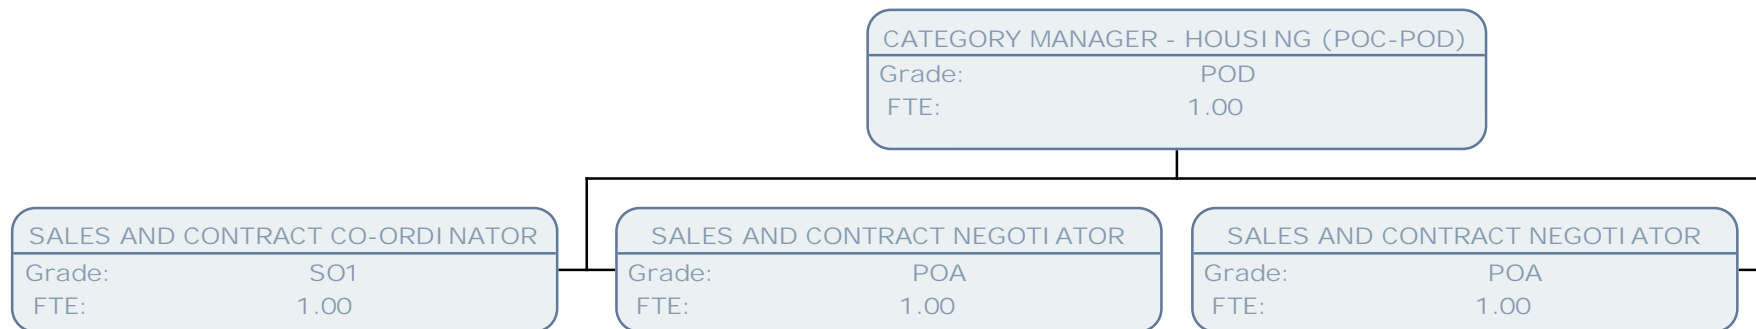 CATEGORY MANAGER - HOUSING (POC-POD)
Grade: POD
FTE: 1.00
SALES AND CONTRACT CO-ORDINATOR
Grade: SO1
FTE: 1.00
SALES AND CONTRACT NEGOTIATOR
Grade: POA
FTE: 1.00
SALES AND CONTRACT NEGOTIATOR
Grade: POA
FTE: 1.00